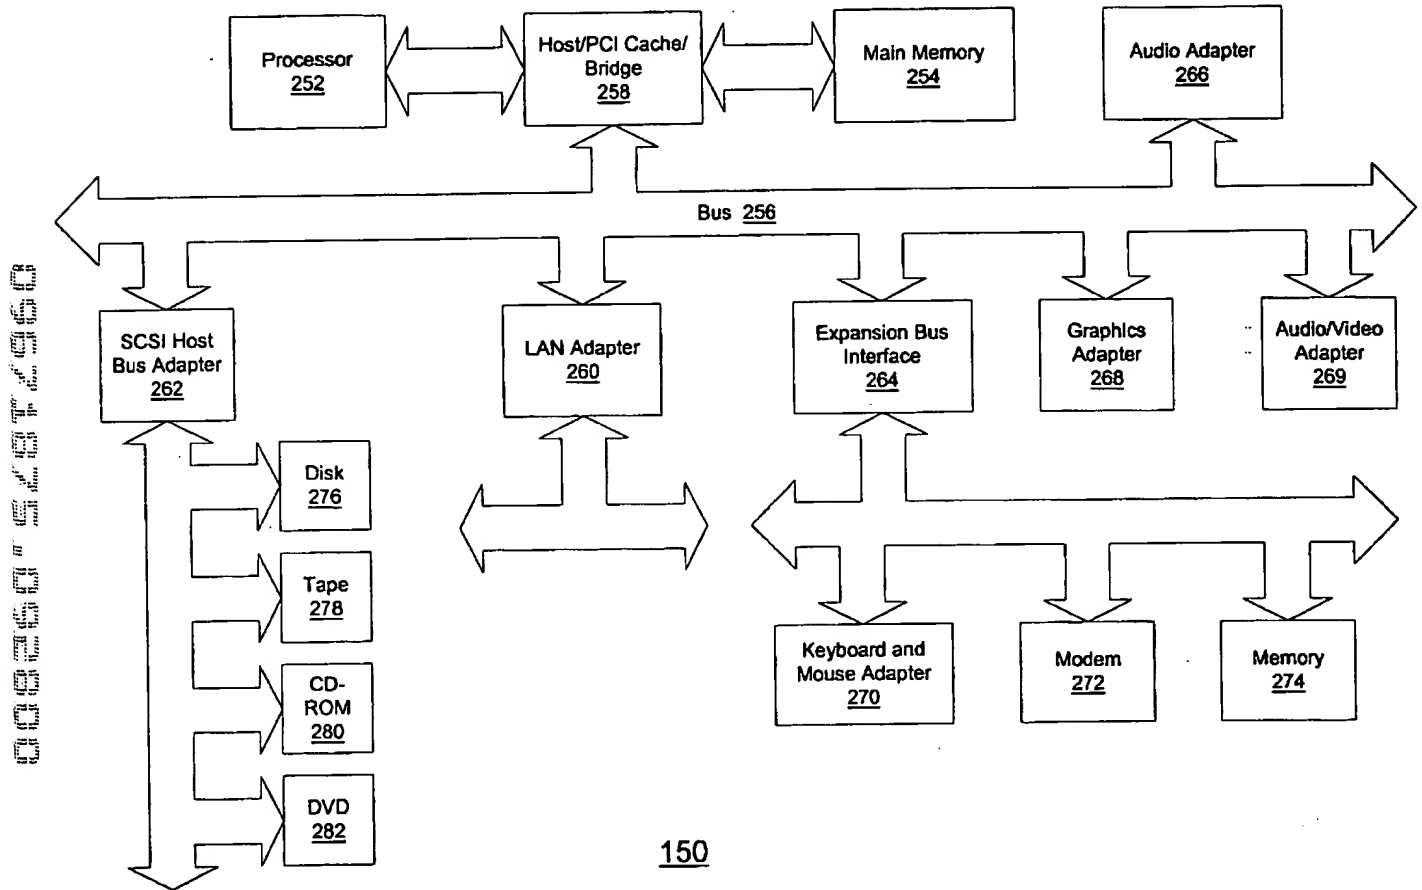 Processor
252
Host/PCI Cache/
Bridge
258
Main Memory
254
Audio Adapter
266
Bus 256
SCSI Host
Bus Adapter
262
LAN Adapter
260
Expansion Bus
Interface
264
Graphics
Adapter
268
Audio/Video
Adapter
269
Disk
276
Tape
278
CD-
ROM
280
DVD
282
Keyboard and
Mouse Adapter
270
Modem
272
Memory
274
150
09671875.092800